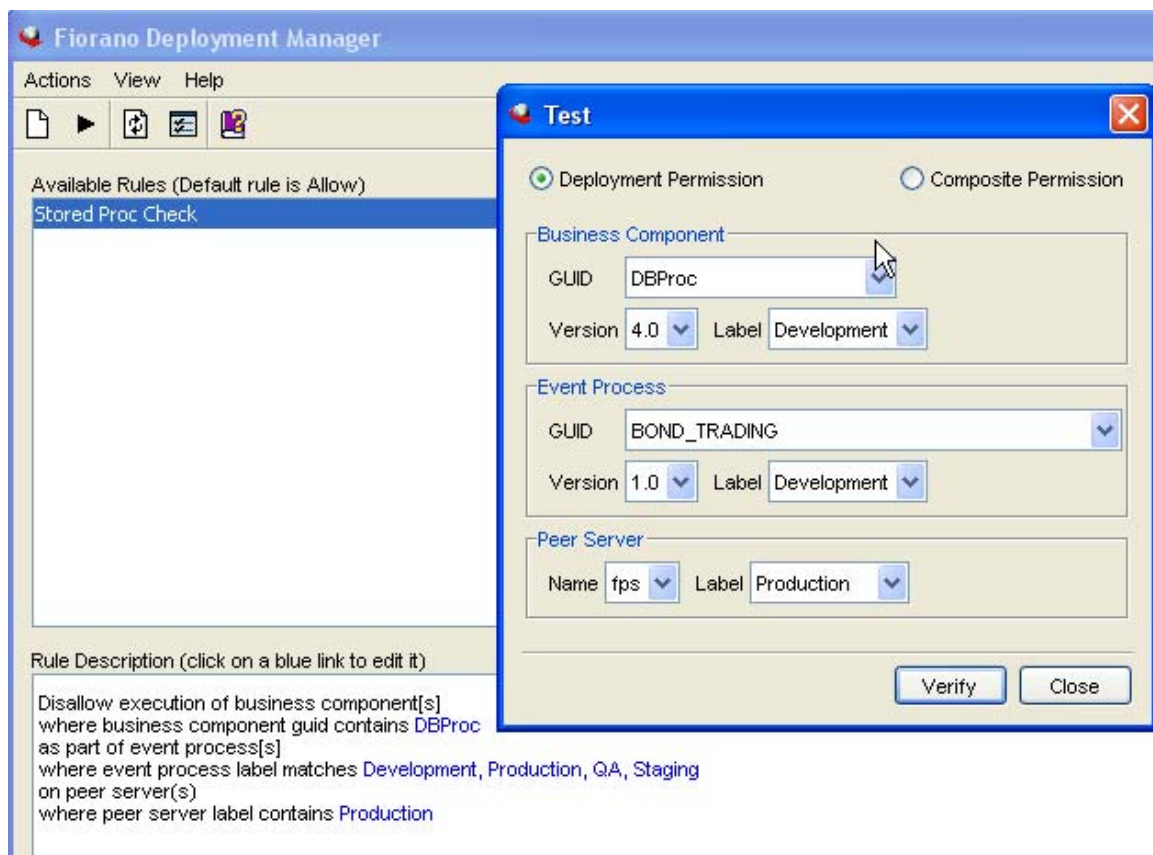 Fiorano Deployment Manager
Actions View Help
Available Rules (Default rule is Allow)
Stored Proc Check
Test
Deployment Permission Composite Permission
Business Component
GUID DBProc
Version 4.0 Label Development
Event Process
GUID BOND_TRADING
Version 1.0 Label Development
Peer Server
Name fps Label Production
Verify Close
Rule Description (click on a blue link to edit it)
Disallow execution of business component[s]
where business component guid contains DBProc
as part of event process[s]
where event process label matches Development, Production, QA, Staging
on peer server(s)
where peer server label contains Production